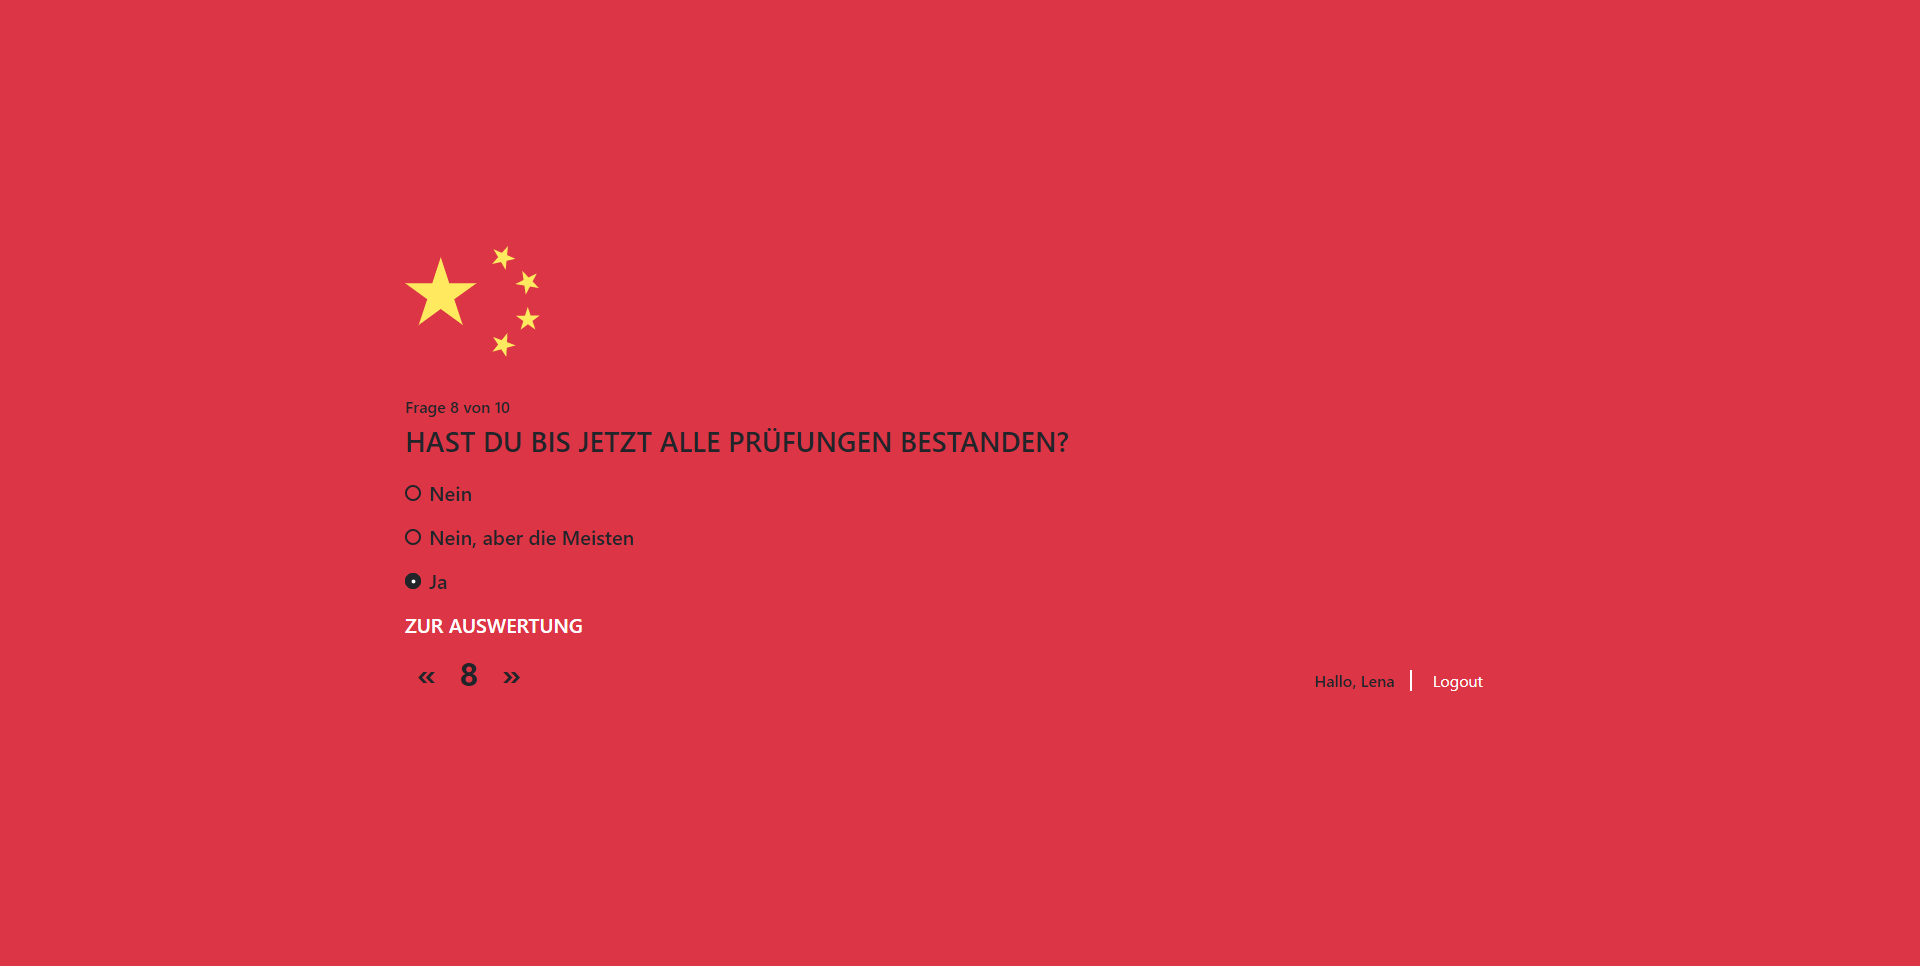 Frage 8 von 10
HAST DU BIS JETZT ALLE PRÜFUNGEN BESTANDEN?
Nein
Nein, aber die Meisten
Ja
ZUR AUSWERTUNG
« 8 »
Hallo, Lena
Logout